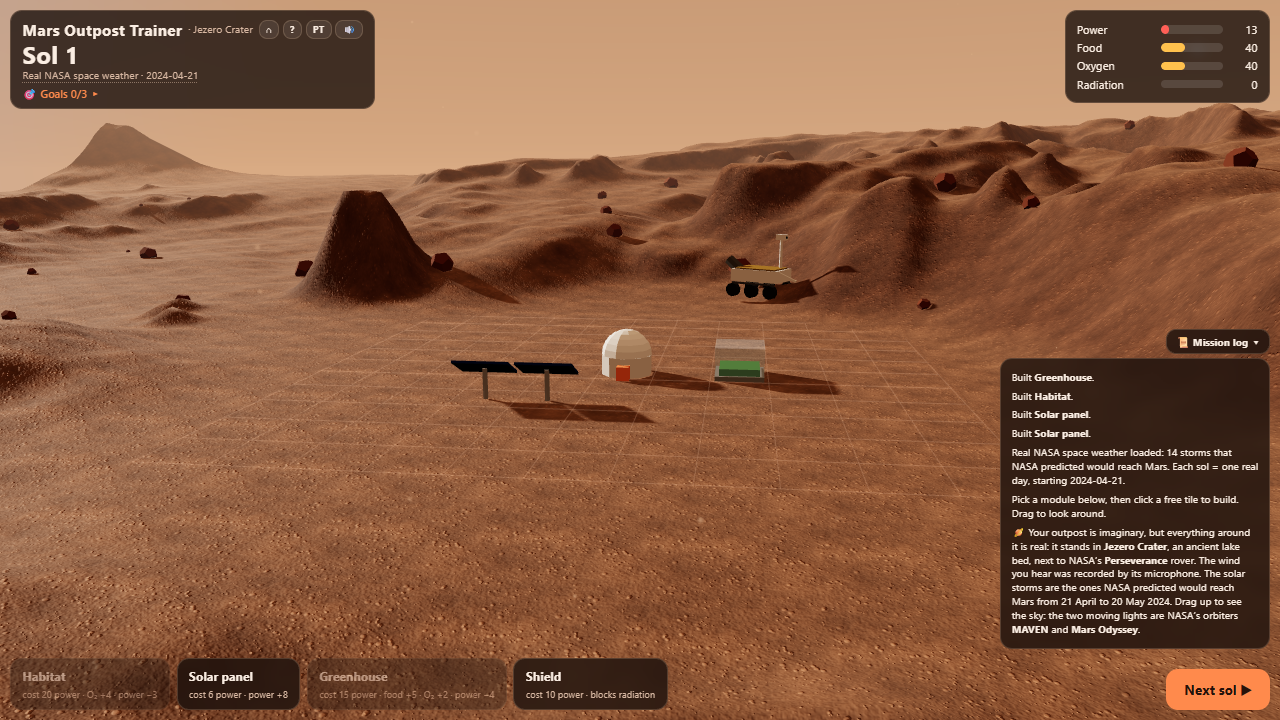 Mars Outpost Trainer · Jezero Crater ? PT
Sol 1
Real NASA space weather · 2024-04-21
Goals 0/3 ▸
Power 13
Food 40
Oxygen 40
Radiation 0
Mission log ▾
Built Greenhouse.
Built Habitat.
Built Solar panel.
Built Solar panel.
Real NASA space weather loaded: 14 storms that
NASA predicted would reach Mars. Each sol = one real
day, starting 2024-04-21.
Pick a module below, then click a free tile to build.
Drag to look around.
Your outpost is imaginary, but everything around
it is real: it stands in Jezero Crater, an ancient lake
bed, next to NASA's Perseverance rover. The wind
you hear was recorded by its microphone. The solar
storms are the ones NASA predicted would reach
Mars from 21 April to 20 May 2024. Drag up to see
the sky: the two moving lights are NASA's orbiters
MAVEN and Mars Odyssey.
Habitat
cost 20 power · O₂ +4 · power −3
Solar panel
cost 6 power · power +8
Greenhouse
cost 15 power · food +5 · O₂ +2 · power −4
Shield
cost 10 power · blocks radiation
Next sol ▶